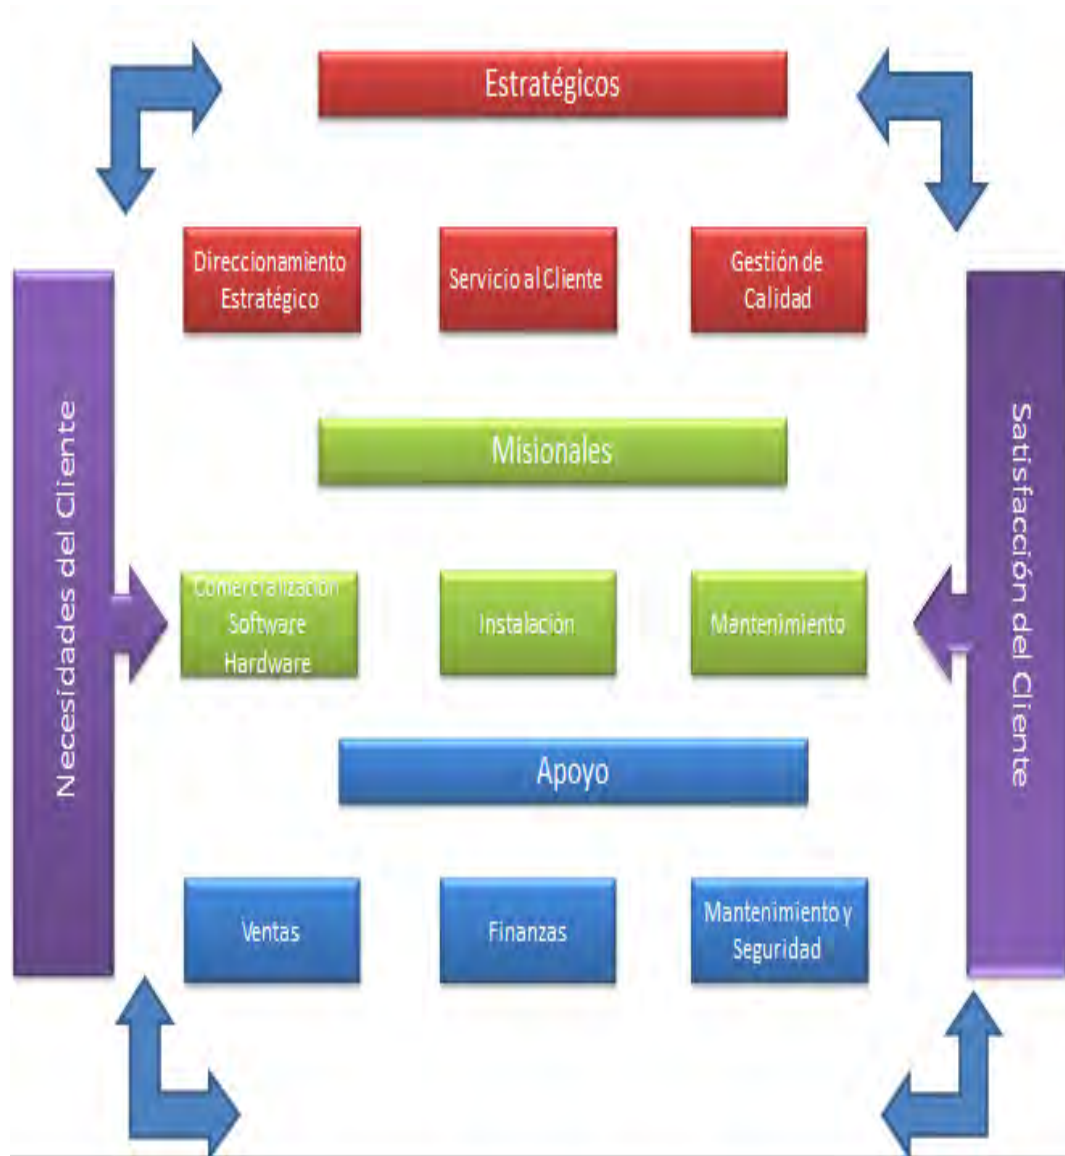 Estratégicos
Direccionamiento
Estratégico
Servicio al Cliente
Gestión de
Calidad
Necesidades del Cliente
Satisfacción del Cliente
Misionales
Comercialización
Software
Hardware
Instalación
Mantenimiento
Apoyo
Ventas
Finanzas
Mantenimiento y
Seguridad